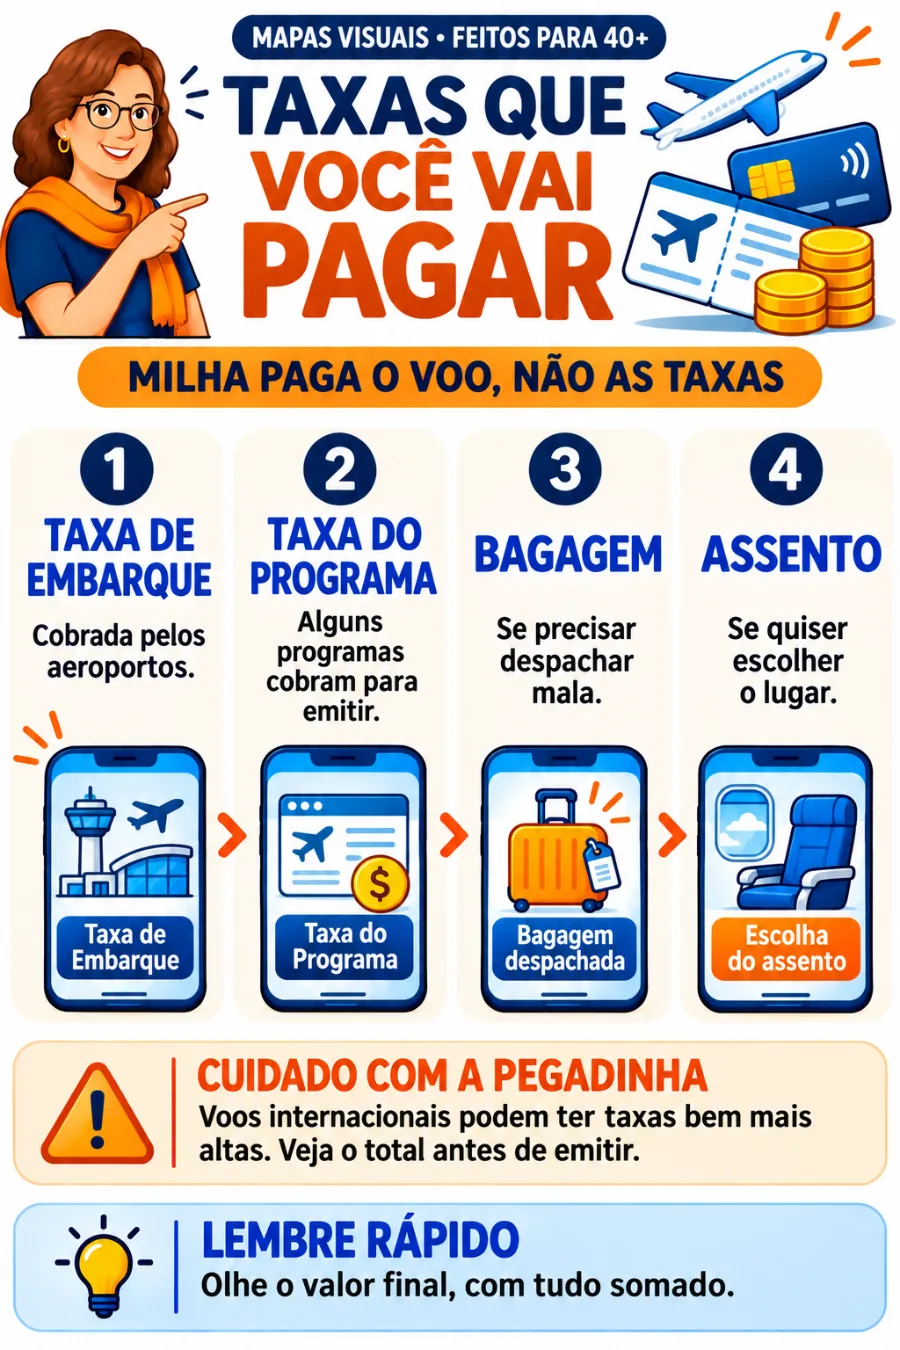 MAPAS VISUAIS • FEITOS PARA 40+
TAXAS QUE
VOCÊ VAI
PAGAR
MILHA PAGA O VOO, NÃO AS TAXAS
1
TAXA DE
EMBARQUE
Cobrada pelos
aeroportos.
Taxa de
Embarque
2
TAXA DO
PROGRAMA
Alguns
programas
cobram para
emitir.
$
Taxa do
Programa
3
BAGAGEM
Se precisar
despachar
mala.
Bagagem
despachada
4
ASSENTO
Se quiser
escolher
o lugar.
Escolha
do assento
CUIDADO COM A PEGADINHA
Voos internacionais podem ter taxas bem mais
altas. Veja o total antes de emitir.
LEMBRE RÁPIDO
Olhe o valor final, com tudo somado.